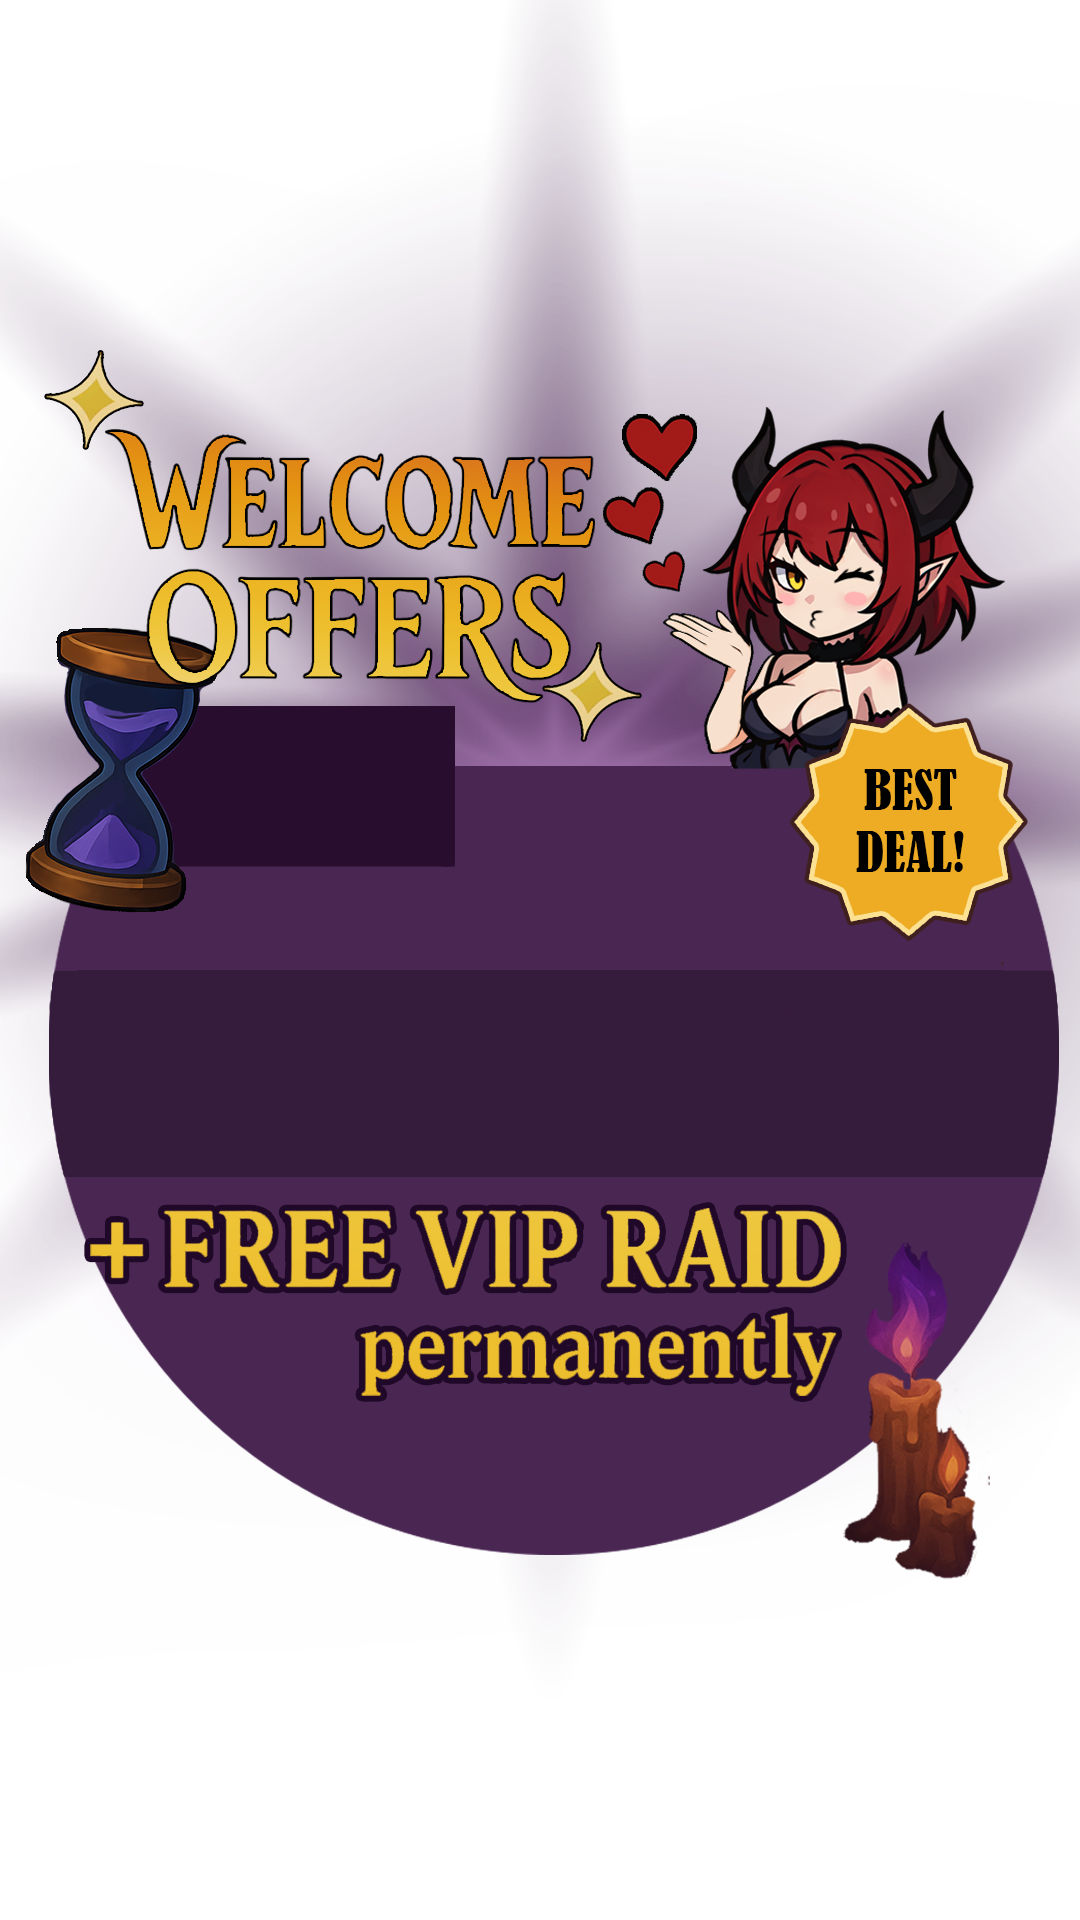 WELCOME
OFFERS
BEST
DEAL!
+ FREE VIP RAID
permanently